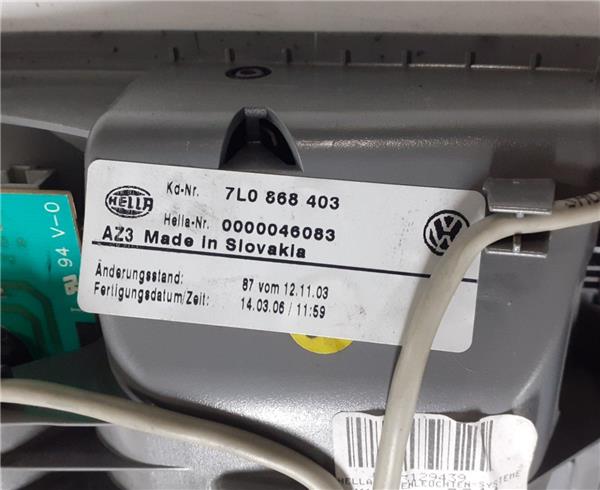 HELLA
Kd-Nr. 7L0 868 403
Hella-Nr. 0000046083
AZ3 Made in Slovakia
Änderungsstand: 87 vom 12.11.03
Fertigungsdatum/Zeit: 14.03.06 / 11:59
94 V-0